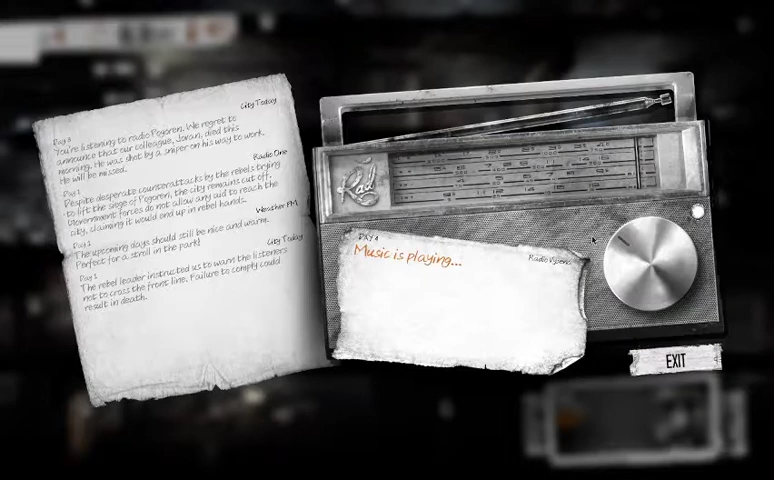 City Today
Day 3
You're listening to radio Pogoren. We regret to
announce that our colleague, Jovan, died this
morning. He was shot by a sniper on his way to work.
He will be missed.
Radio One
Day 1
Despite desperate counterattacks by the rebels trying
to lift the siege of Pogoren, the city remains cut off.
Government forces do not allow any aid to reach the
city, claiming it would end up in rebel hands.
Weather FM
Day 2
The upcoming days should still be nice and warm.
Perfect for a stroll in the park!
City Today
Day 1
The rebel leader instructed us to warn the listeners
not to cross the front line. Failure to comply could
result in death.
Rad
DAY 4
Radio Visions
Music is playing...
EXIT